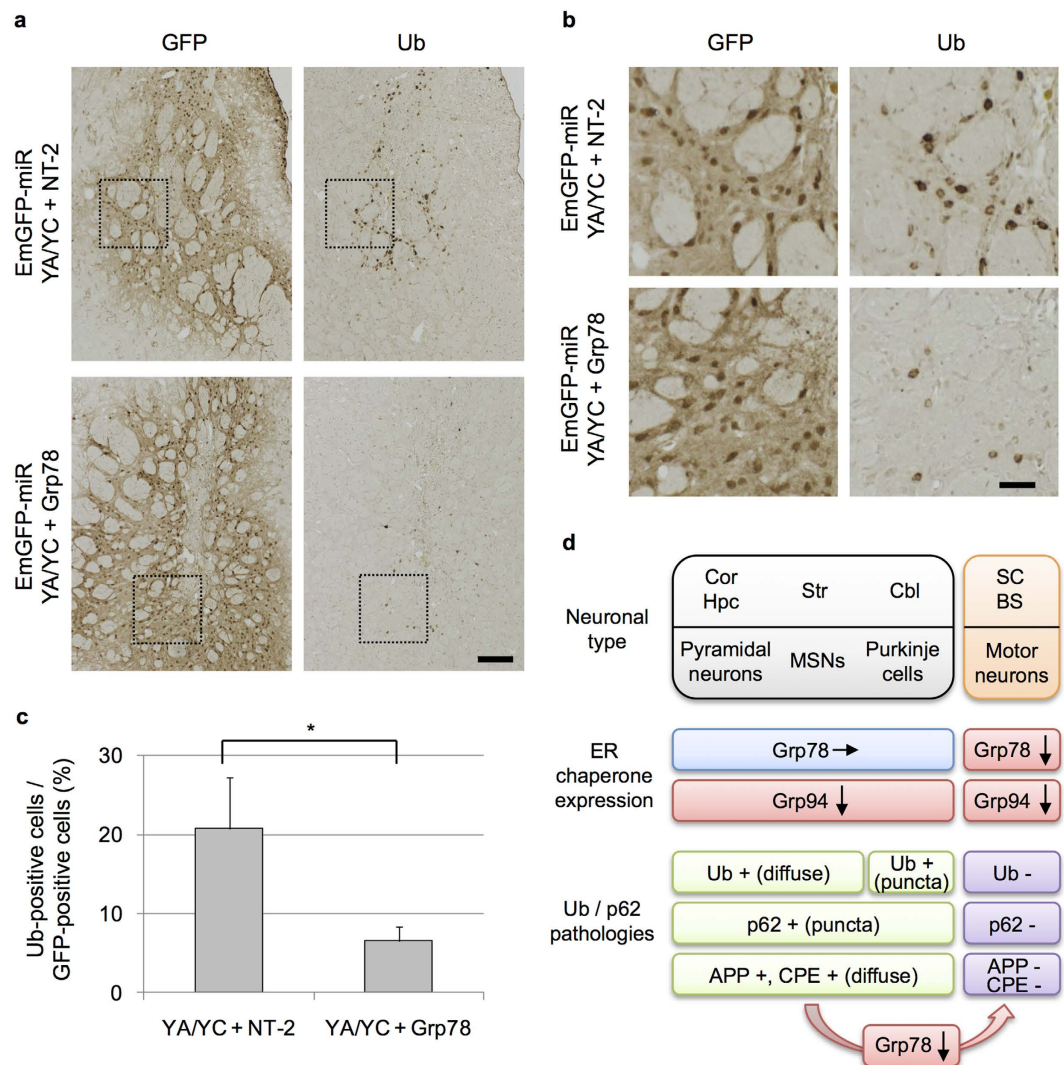 a
GFP
Ub
EmGFP-miR
YA/YC + NT-2
EmGFP-miR
YA/YC + Grp78
b
GFP
Ub
EmGFP-miR
YA/YC + NT-2
EmGFP-miR
YA/YC + Grp78
c
Ub-positive cells /
GFP-positive cells (%)
30
20
10
0
*
YA/YC + NT-2
YA/YC + Grp78
d
Neuronal
type
Cor
Hpc
Str
Cbl
SC
BS
Pyramidal
neurons
MSNs
Purkinje
cells
Motor
neurons
ER
chaperone
expression
Grp78 →
Grp78 ↓
Grp94 ↓
Grp94 ↓
Ub / p62
pathologies
Ub + (diffuse)
Ub +
(puncta)
Ub -
p62 + (puncta)
p62 -
APP +, CPE + (diffuse)
APP -
CPE -
Grp78 ↓